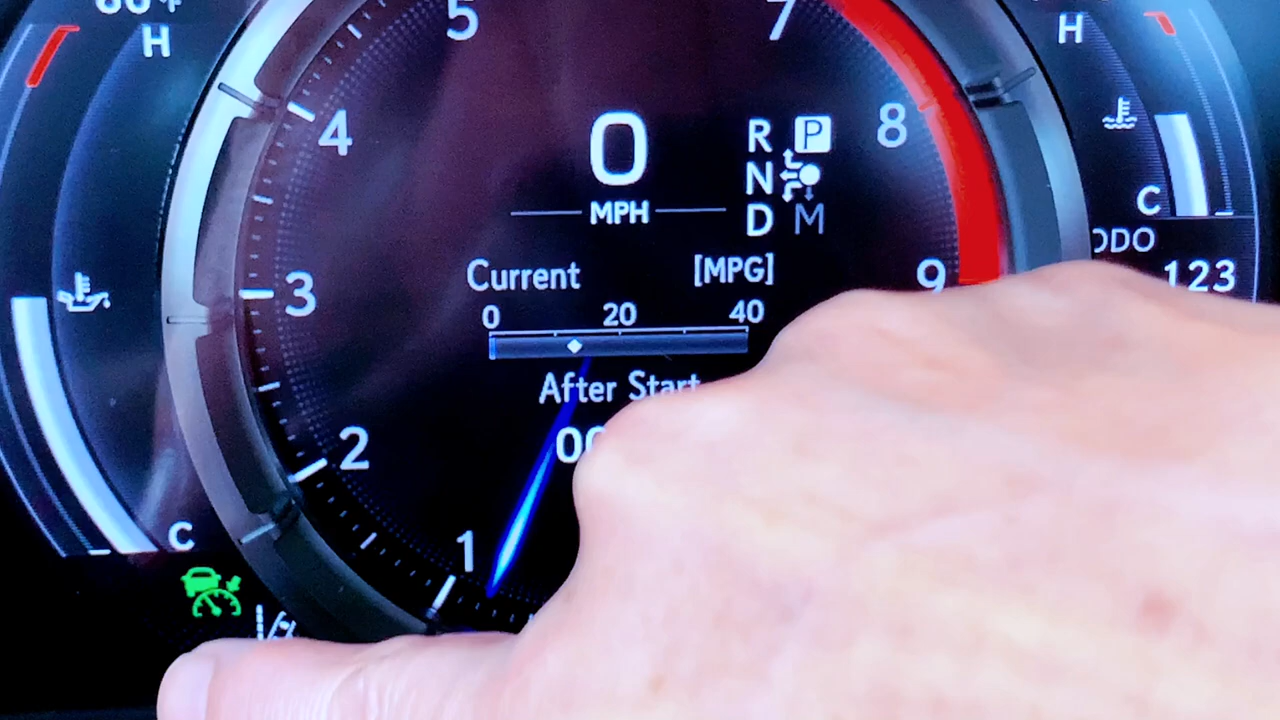 5 7
H H
4 8
0 R P
N
MPH D M
C
ODO
3 Current [MPG] 9 123
0 20 40
After Start
2
1
C